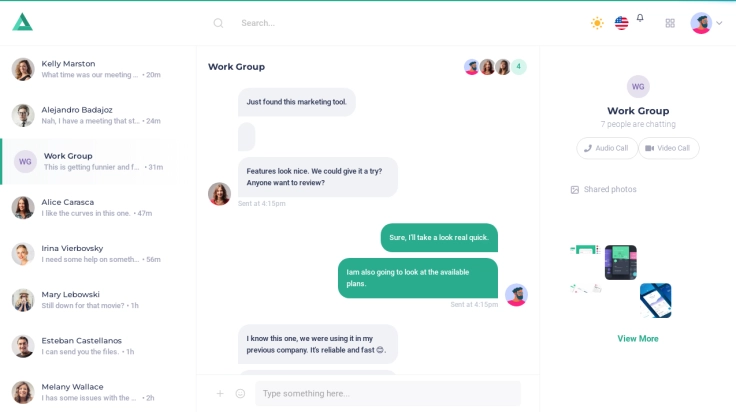 Search...
Kelly Marston
What time was our meeting ... • 20m
Alejandro Badajoz
Nah, I have a meeting that st... • 24m
WG
Work Group
This is getting funnier and f... • 31m
Alice Carasca
I like the curves in this one. • 47m
Irina Vierbovsky
I need some help on someth... • 56m
Mary Lebowski
Still down for that movie? • 1h
Esteban Castellanos
I can send you the files. • 1h
Melany Wallace
I has some issues with the ... • 2h
Work Group
4
Just found this marketing tool.
Features look nice. We could give it a try?
Anyone want to review?
Sent at 4:15pm
Sure, I'll take a look real quick.
Iam also going to look at the available
plans.
Sent at 4:15pm
I know this one, we were using it in my
previous company. It's reliable and fast 😊.
Type something here...
WG
Work Group
7 people are chatting
Audio Call
Video Call
Shared photos
View More